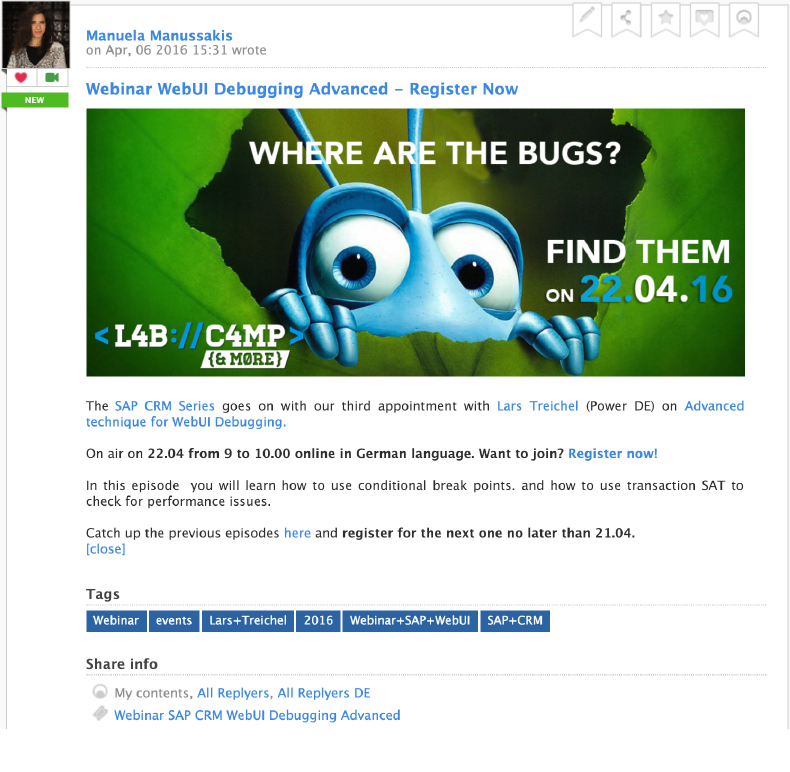 Manuela Manussakis
on Apr, 06 2016 15:31 wrote
NEW
Webinar WebUI Debugging Advanced – Register Now
WHERE ARE THE BUGS?
FIND THEM
ON 22.04.16
<L4B://C4MP>
{& MØRE}
The SAP CRM Series goes on with our third appointment with Lars Treichel (Power DE) on Advanced
technique for WebUI Debugging.
On air on 22.04 from 9 to 10.00 online in German language. Want to join? Register now!
In this episode  you will learn how to use conditional break points. and how to use transaction SAT to
check for performance issues.
Catch up the previous episodes here and register for the next one no later than 21.04.
[close]
Tags
Webinar events Lars+Treichel 2016 Webinar+SAP+WebUI SAP+CRM
Share info
My contents, All Replyers, All Replyers DE
Webinar SAP CRM WebUI Debugging Advanced